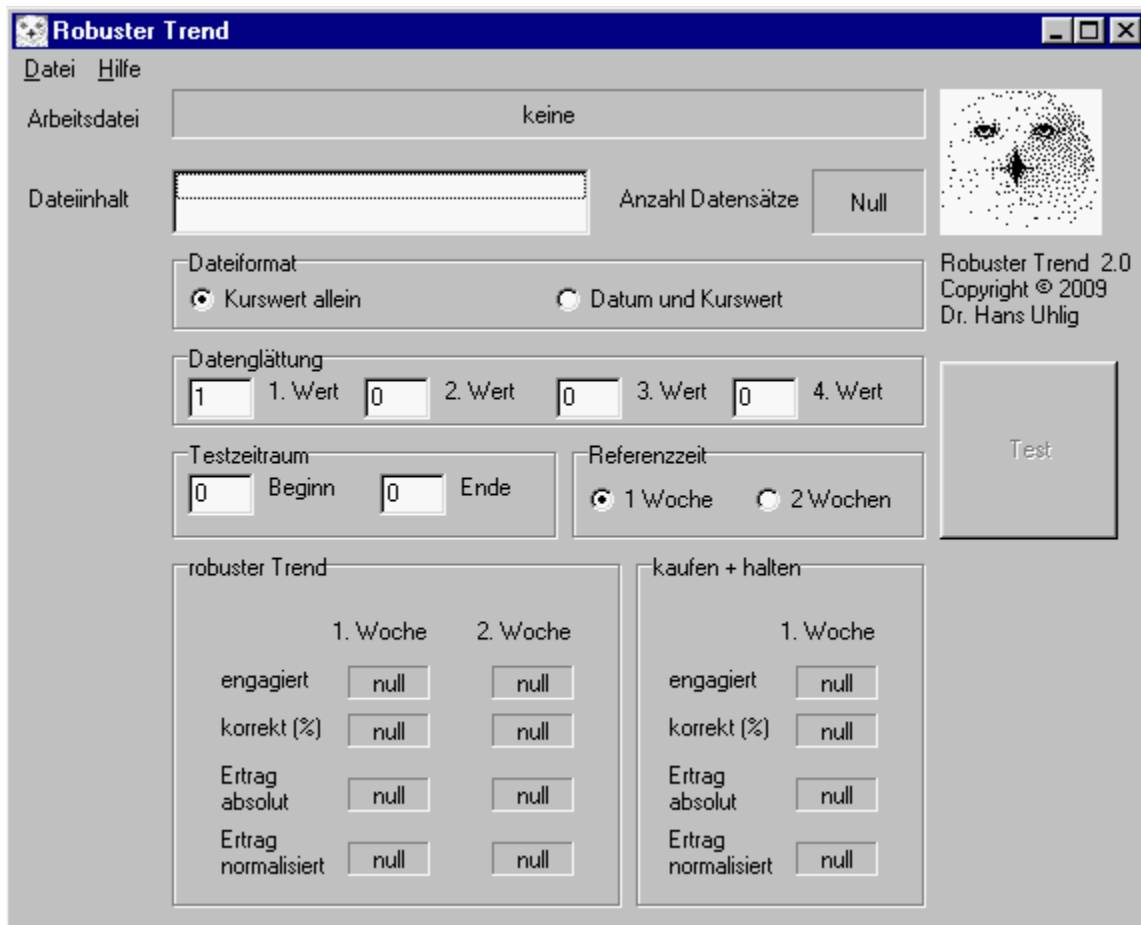 Robuster Trend
Datei Hilfe
Arbeitsdatei keine
Dateiinhalt Anzahl Datensätze Null
Robuster Trend 2.0
Copyright © 2009
Dr. Hans Uhlig
Dateiformat
Kurswert allein Datum und Kurswert
Datenglättung
1 1. Wert 0 2. Wert 0 3. Wert 0 4. Wert
Testzeitraum
0 Beginn 0 Ende
Referenzzeit
1 Woche 2 Wochen
Test
robuster Trend
1. Woche 2. Woche
engagiert null null
korrekt (%) null null
Ertrag
absolut null null
Ertrag
normalisiert null null
kaufen + halten
1. Woche
engagiert null
korrekt (%) null
Ertrag
absolut null
Ertrag
normalisiert null